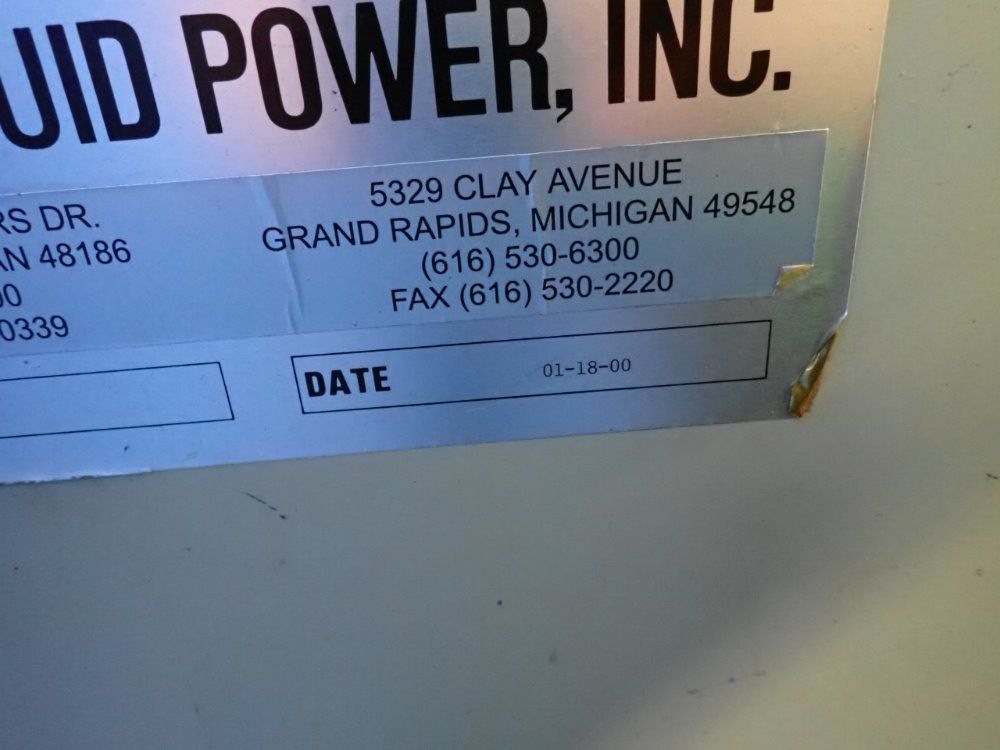 UID POWER, INC.
RS DR.
AN 48186
00
0339
5329 CLAY AVENUE
GRAND RAPIDS, MICHIGAN 49548
(616) 530-6300
FAX (616) 530-2220
DATE 01-18-00